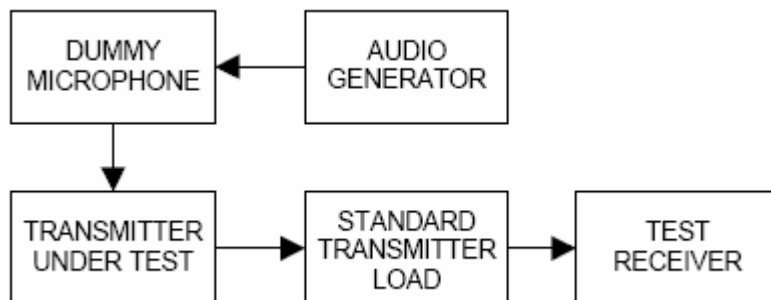 DUMMY
MICROPHONE
AUDIO
GENERATOR
TRANSMITTER
UNDER TEST
STANDARD
TRANSMITTER
LOAD
TEST
RECEIVER